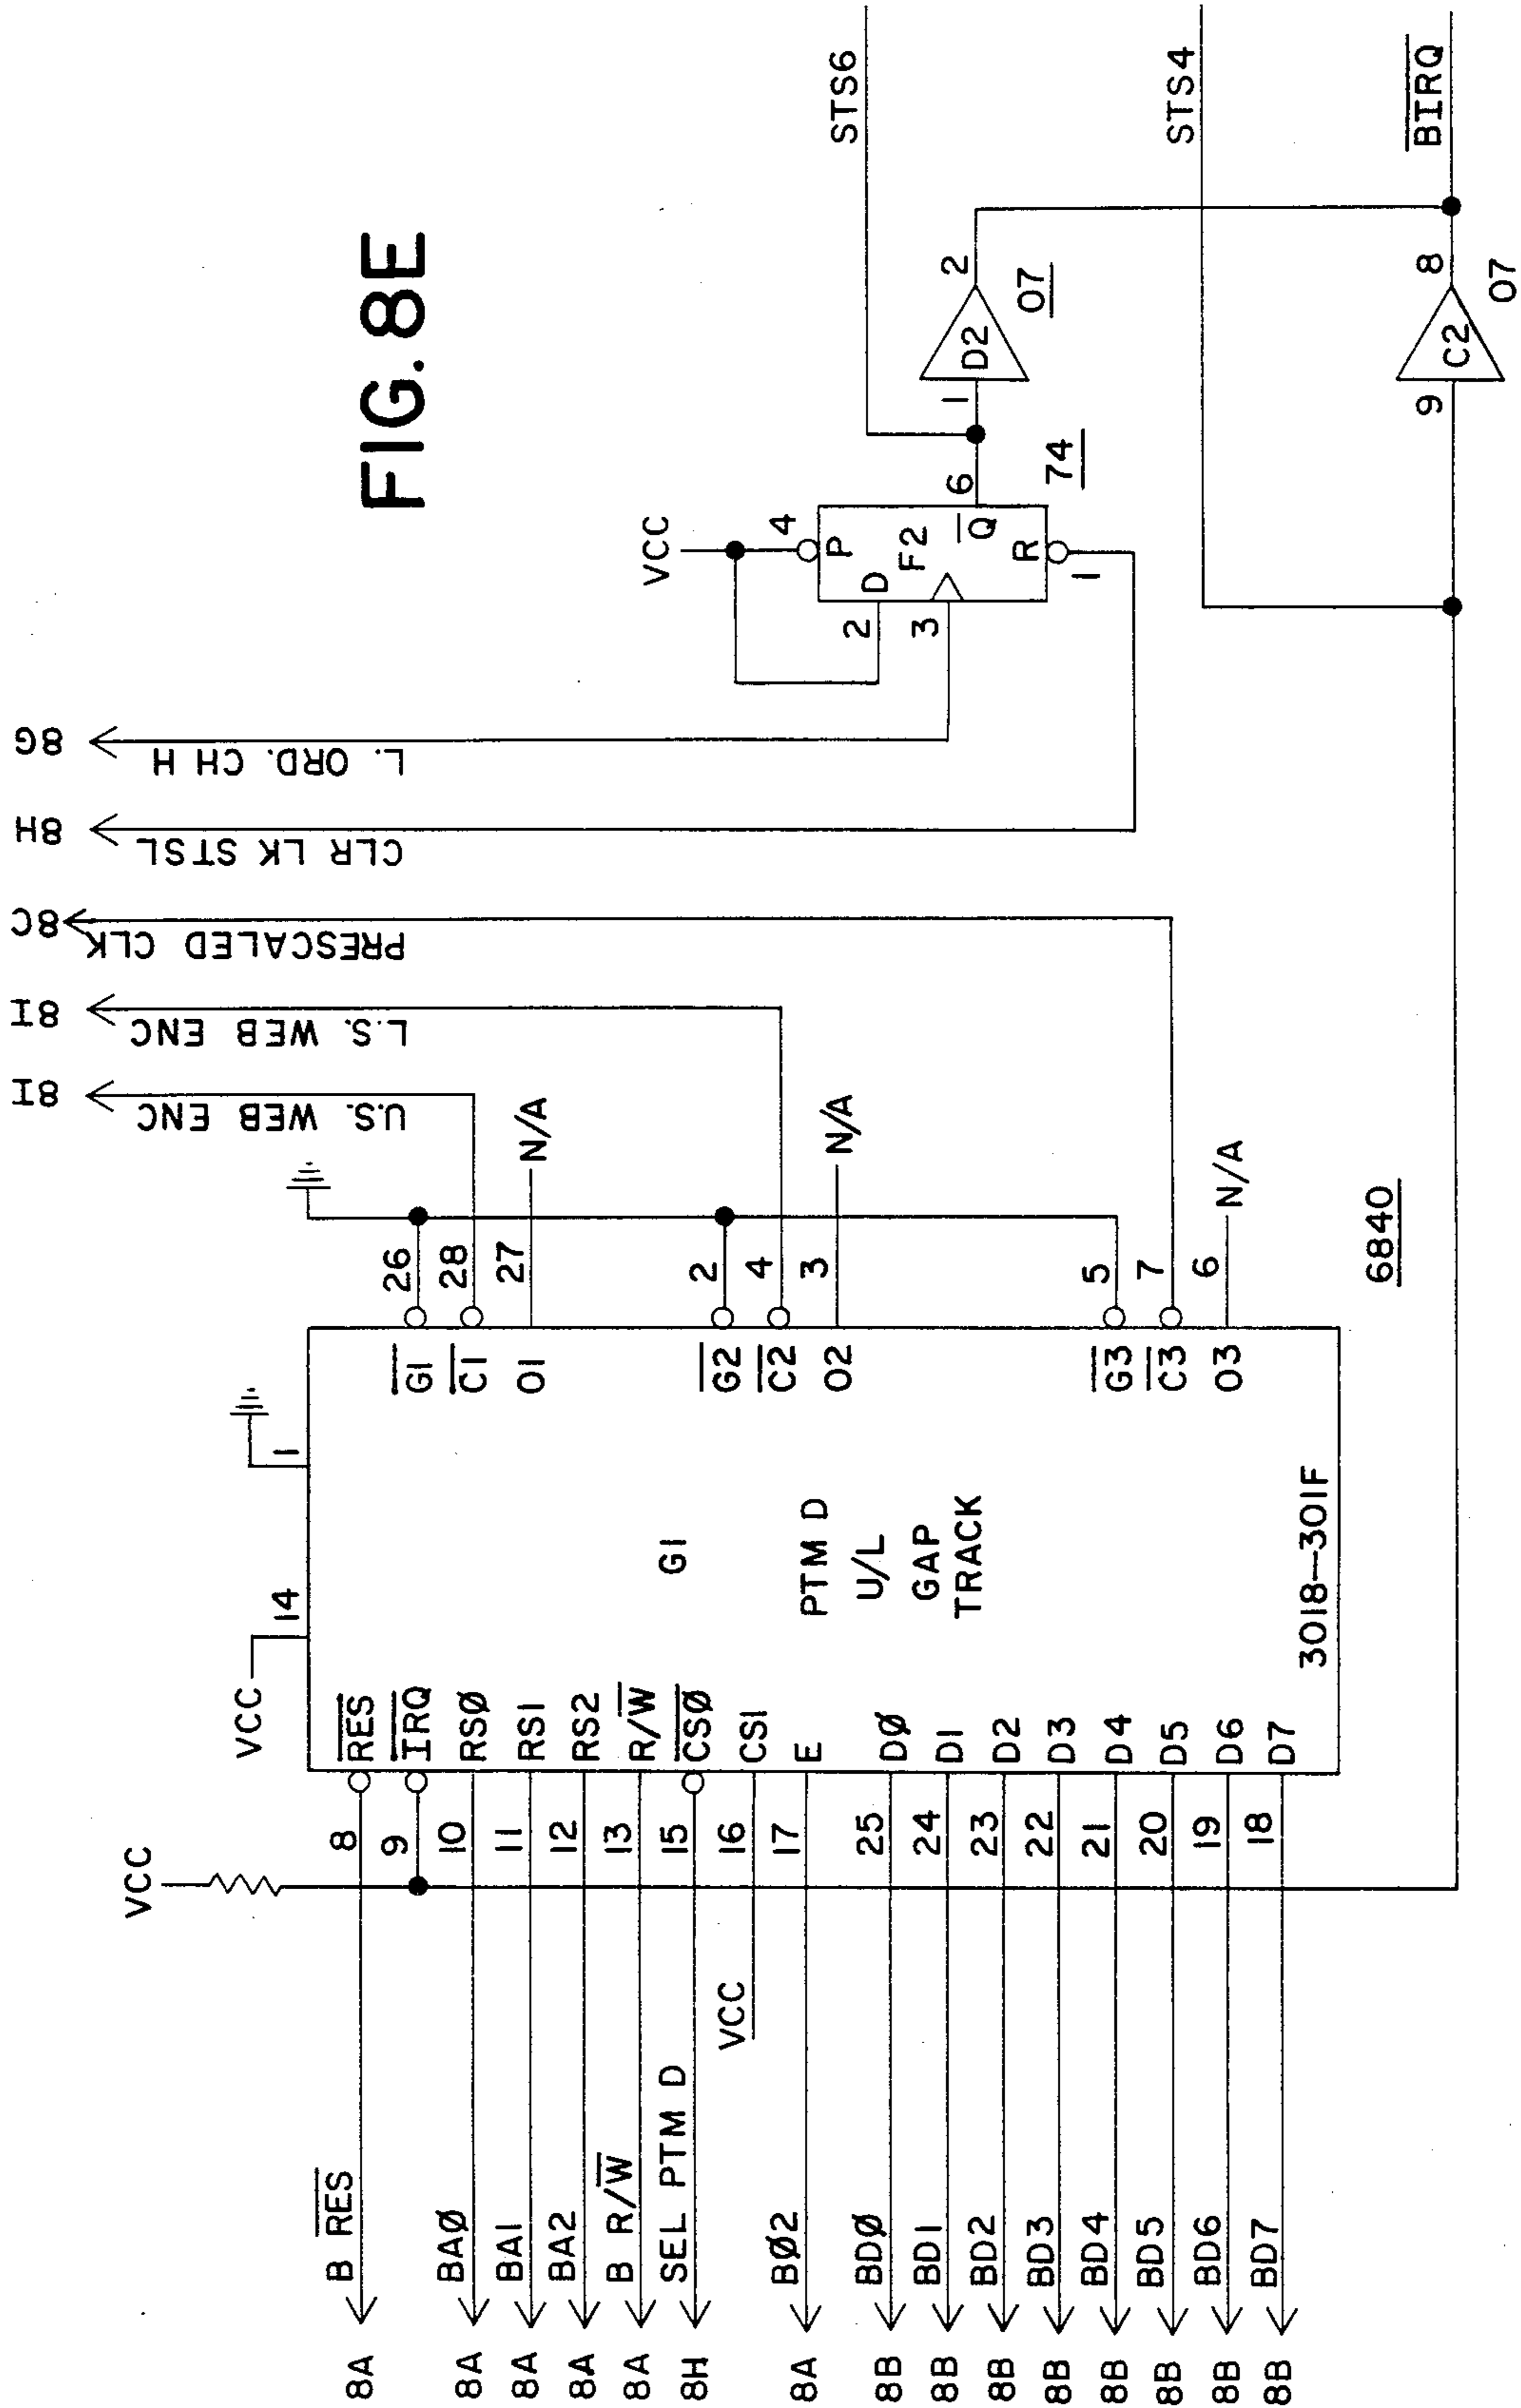 FIG. 8E
8G
L. ORD. CH H
8H
CLR LK STSL
8C
PRESCALED CLK
8I
L.S. WEB ENC
8I
U.S. WEB ENC
VCC
VCC 14
1
8A B RES 8 RES
9 IRQ
8A BAØ 10 RSØ
8A BA1 11 RS1
8A BA2 12 RS2
8A B R/W 13 R/W
8H SEL PTM D 15 CSØ
VCC 16 CS1
8A BØ2 17 E
8B BDØ 25 DØ
8B BD1 24 D1
8B BD2 23 D2
8B BD3 22 D3
8B BD4 21 D4
8B BD5 20 D5
8B BD6 19 D6
8B BD7 18 D7
G1
PTM D
U/L
GAP
TRACK
3018-301F
G1 26
C1 28
O1 27 N/A
G2 2
C2 4
O2 3 N/A
G3 5
C3 7
O3 6 N/A
6840
VCC
4
P
2 D
F2
3
Q 6
R
1
74
1 D2 2
07
STS6
STS4
9 C2 8
07
BIRQ